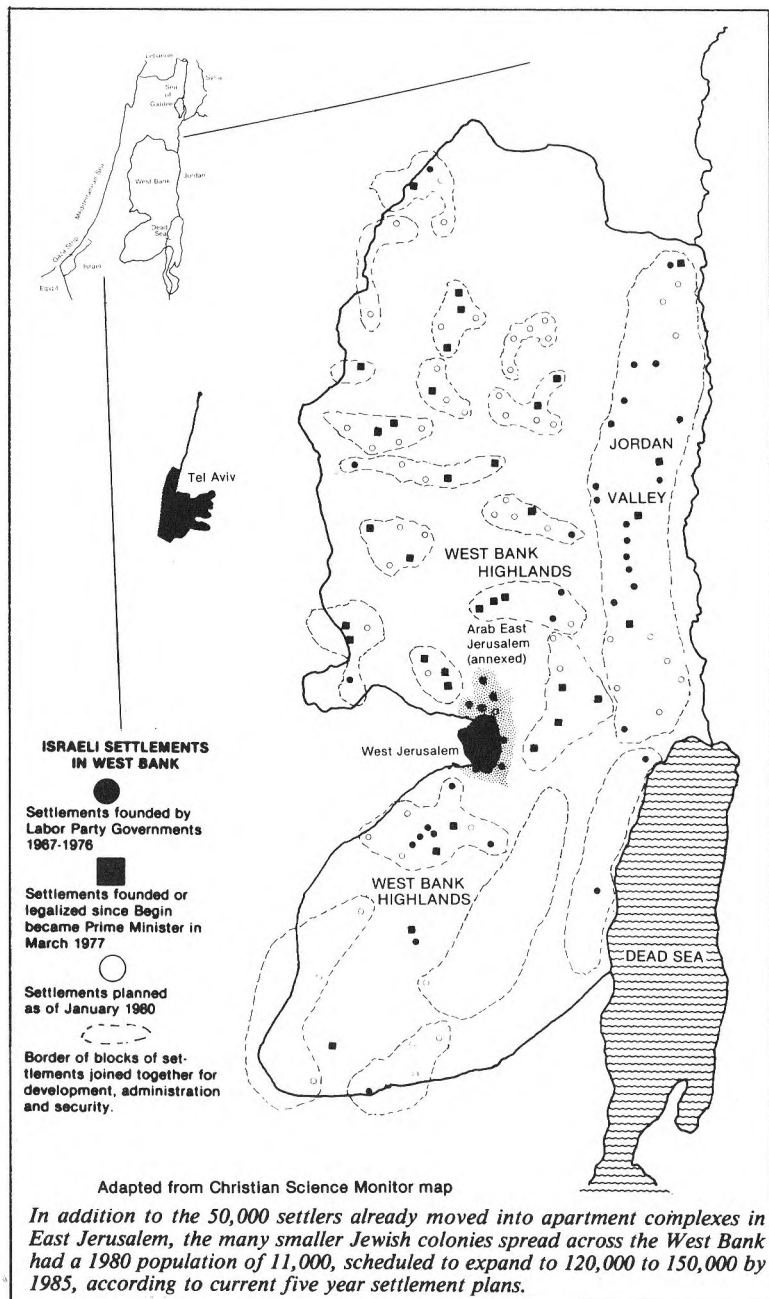 Lebanon
Syria
Sea
of
Galilee
Mediterranean Sea
West Bank
Jordan
Dead
Sea
Gaza Strip
Israel
Egypt
Tel Aviv
JORDAN
VALLEY
WEST BANK
HIGHLANDS
Arab East
Jerusalem
(annexed)
West Jerusalem
ISRAELI SETTLEMENTS
IN WEST BANK
Settlements founded by
Labor Party Governments
1967-1976
Settlements founded or
legalized since Begin
became Prime Minister in
March 1977
Settlements planned
as of January 1980
Border of blocks of set-
tlements joined together for
development, administration
and security.
WEST BANK
HIGHLANDS
DEAD SEA
Adapted from Christian Science Monitor map
In addition to the 50,000 settlers already moved into apartment complexes in
East Jerusalem, the many smaller Jewish colonies spread across the West Bank
had a 1980 population of 11,000, scheduled to expand to 120,000 to 150,000 by
1985, according to current five year settlement plans.